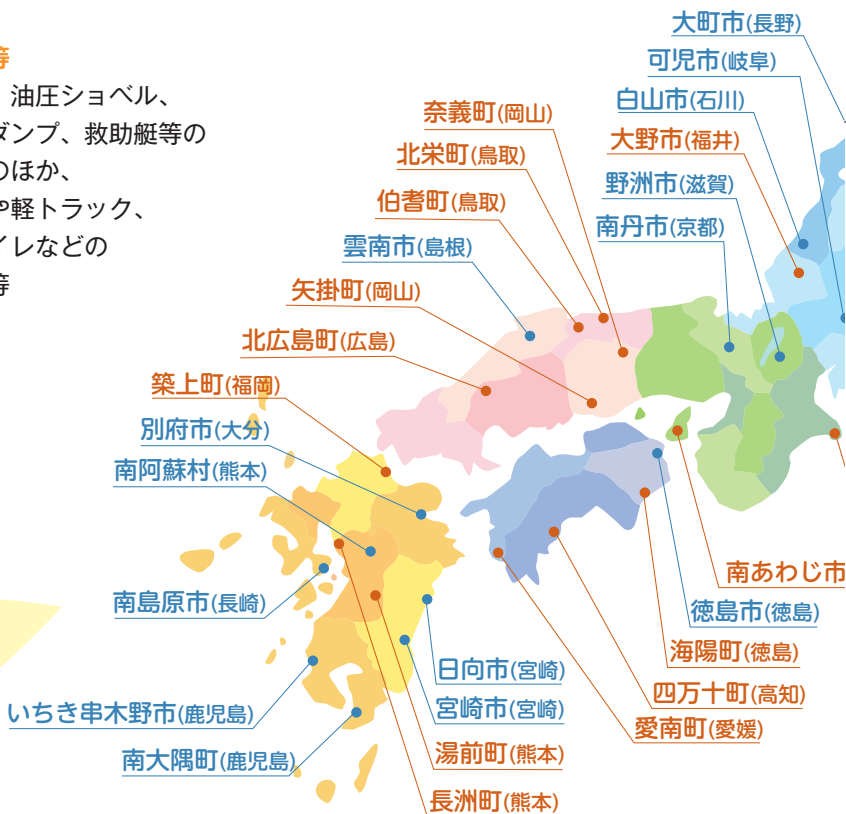 等
油圧ショベル、
ダンプ、救助艇等の
のほか、
や軽トラック、
イレなどの
等
大町市(長野)
可児市(岐阜)
白山市(石川)
大野市(福井)
野洲市(滋賀)
南丹市(京都)
奈義町(岡山)
北栄町(鳥取)
伯耆町(鳥取)
雲南市(島根)
矢掛町(岡山)
北広島町(広島)
築上町(福岡)
別府市(大分)
南阿蘇村(熊本)
南島原市(長崎)
いちき串木野市(鹿児島)
南大隅町(鹿児島)
日向市(宮崎)
宮崎市(宮崎)
湯前町(熊本)
長洲町(熊本)
南あわじ市
徳島市(徳島)
海陽町(徳島)
四万十町(高知)
愛南町(愛媛)